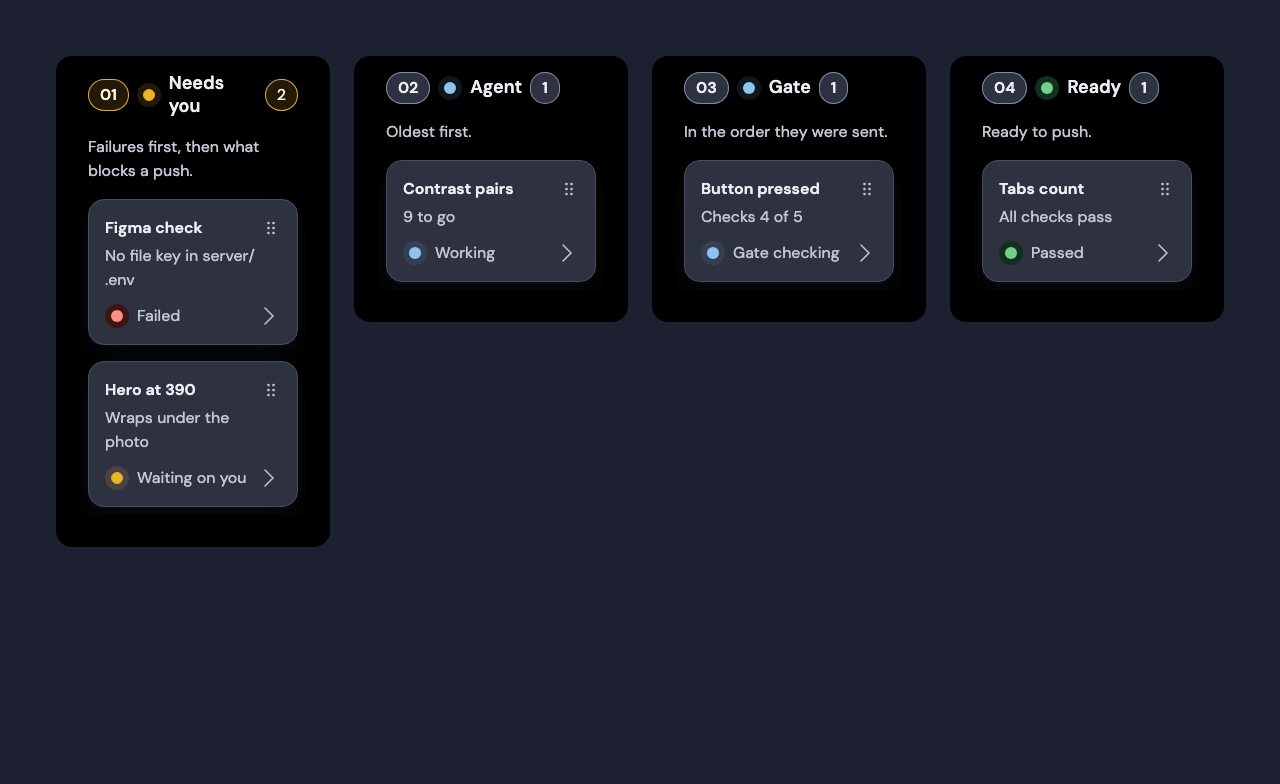 01 Needs you 2
Failures first, then what
blocks a push.
Figma check
No file key in server/
.env
Failed
Hero at 390
Wraps under the
photo
Waiting on you
02 Agent 1
Oldest first.
Contrast pairs
9 to go
Working
03 Gate 1
In the order they were sent.
Button pressed
Checks 4 of 5
Gate checking
04 Ready 1
Ready to push.
Tabs count
All checks pass
Passed